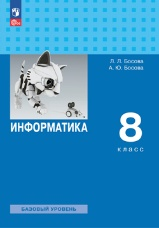 Л. Л. Босова
А. Ю. Босова
ИНФОРМАТИКА
8
КЛАСС
БАЗОВЫЙ УРОВЕНЬ